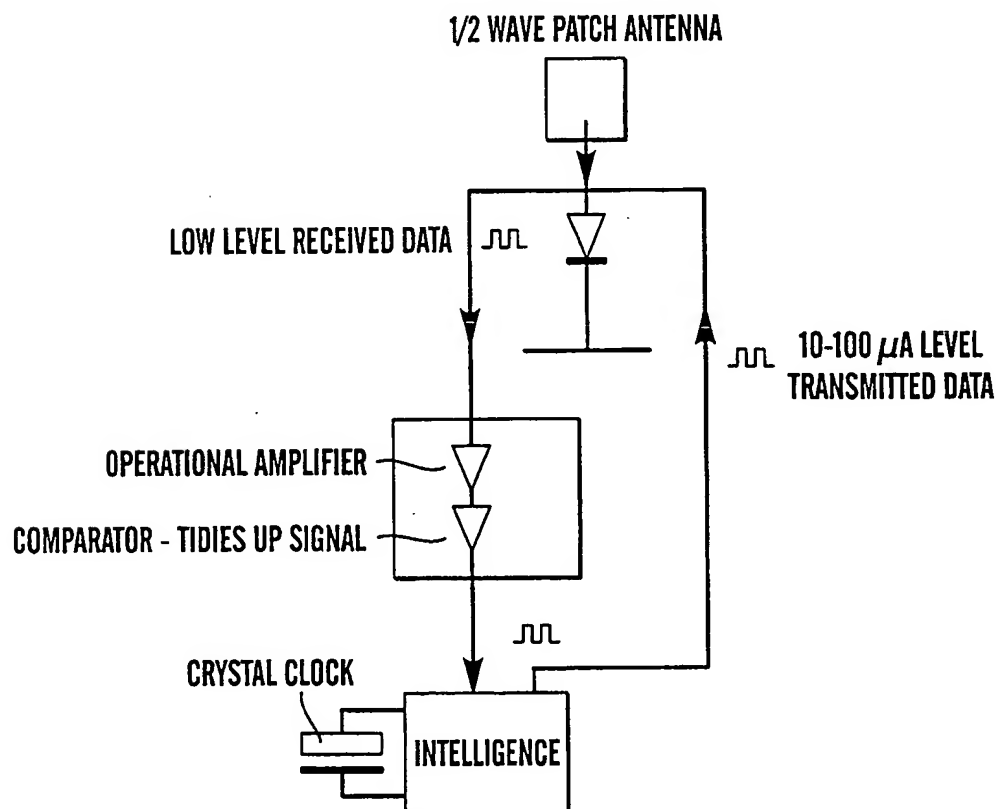 1/2 WAVE PATCH ANTENNA
LOW LEVEL RECEIVED DATA
10-100 μA LEVEL
TRANSMITTED DATA
OPERATIONAL AMPLIFIER
COMPARATOR - TIDIES UP SIGNAL
CRYSTAL CLOCK
INTELLIGENCE